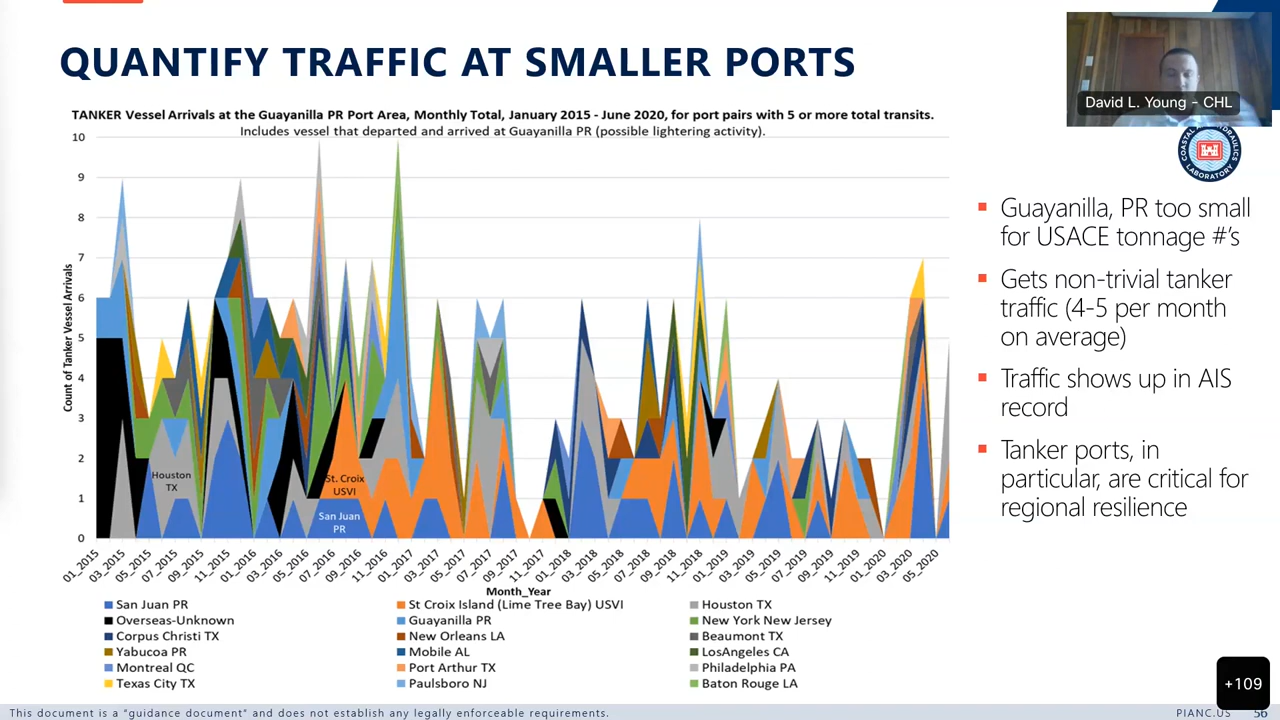 QUANTIFY TRAFFIC AT SMALLER PORTS
David L. Young - CHL
COASTAL AND HYDRAULICS LABORATORY
TANKER Vessel Arrivals at the Guayanilla PR Port Area, Monthly Total, January 2015 - June 2020, for port pairs with 5 or more total transits.
Includes vessel that departed and arrived at Guayanilla PR (possible lightering activity).
Count of Tanker Vessel Arrivals
10
9
8
7
6
5
4
3
2
1
0
Houston
TX
St. Croix
USVI
San Juan
PR
01_2015
03_2015
05_2015
07_2015
09_2015
11_2015
01_2016
03_2016
05_2016
07_2016
09_2016
11_2016
01_2017
03_2017
05_2017
07_2017
09_2017
11_2017
01_2018
03_2018
05_2018
07_2018
09_2018
11_2018
01_2019
03_2019
05_2019
07_2019
09_2019
11_2019
01_2020
03_2020
05_2020
Month_Year
San Juan PR
St Croix Island (Lime Tree Bay) USVI
Houston TX
Overseas-Unknown
Guayanilla PR
New York New Jersey
Corpus Christi TX
New Orleans LA
Beaumont TX
Yabucoa PR
Mobile AL
LosAngeles CA
Montreal QC
Port Arthur TX
Philadelphia PA
Texas City TX
Paulsboro NJ
Baton Rouge LA
Guayanilla, PR too small
for USACE tonnage #'s
Gets non-trivial tanker
traffic (4-5 per month
on average)
Traffic shows up in AIS
record
Tanker ports, in
particular, are critical for
regional resilience
+109
This document is a "guidance document" and does not establish any legally enforceable requirements.
PIANC.US
56